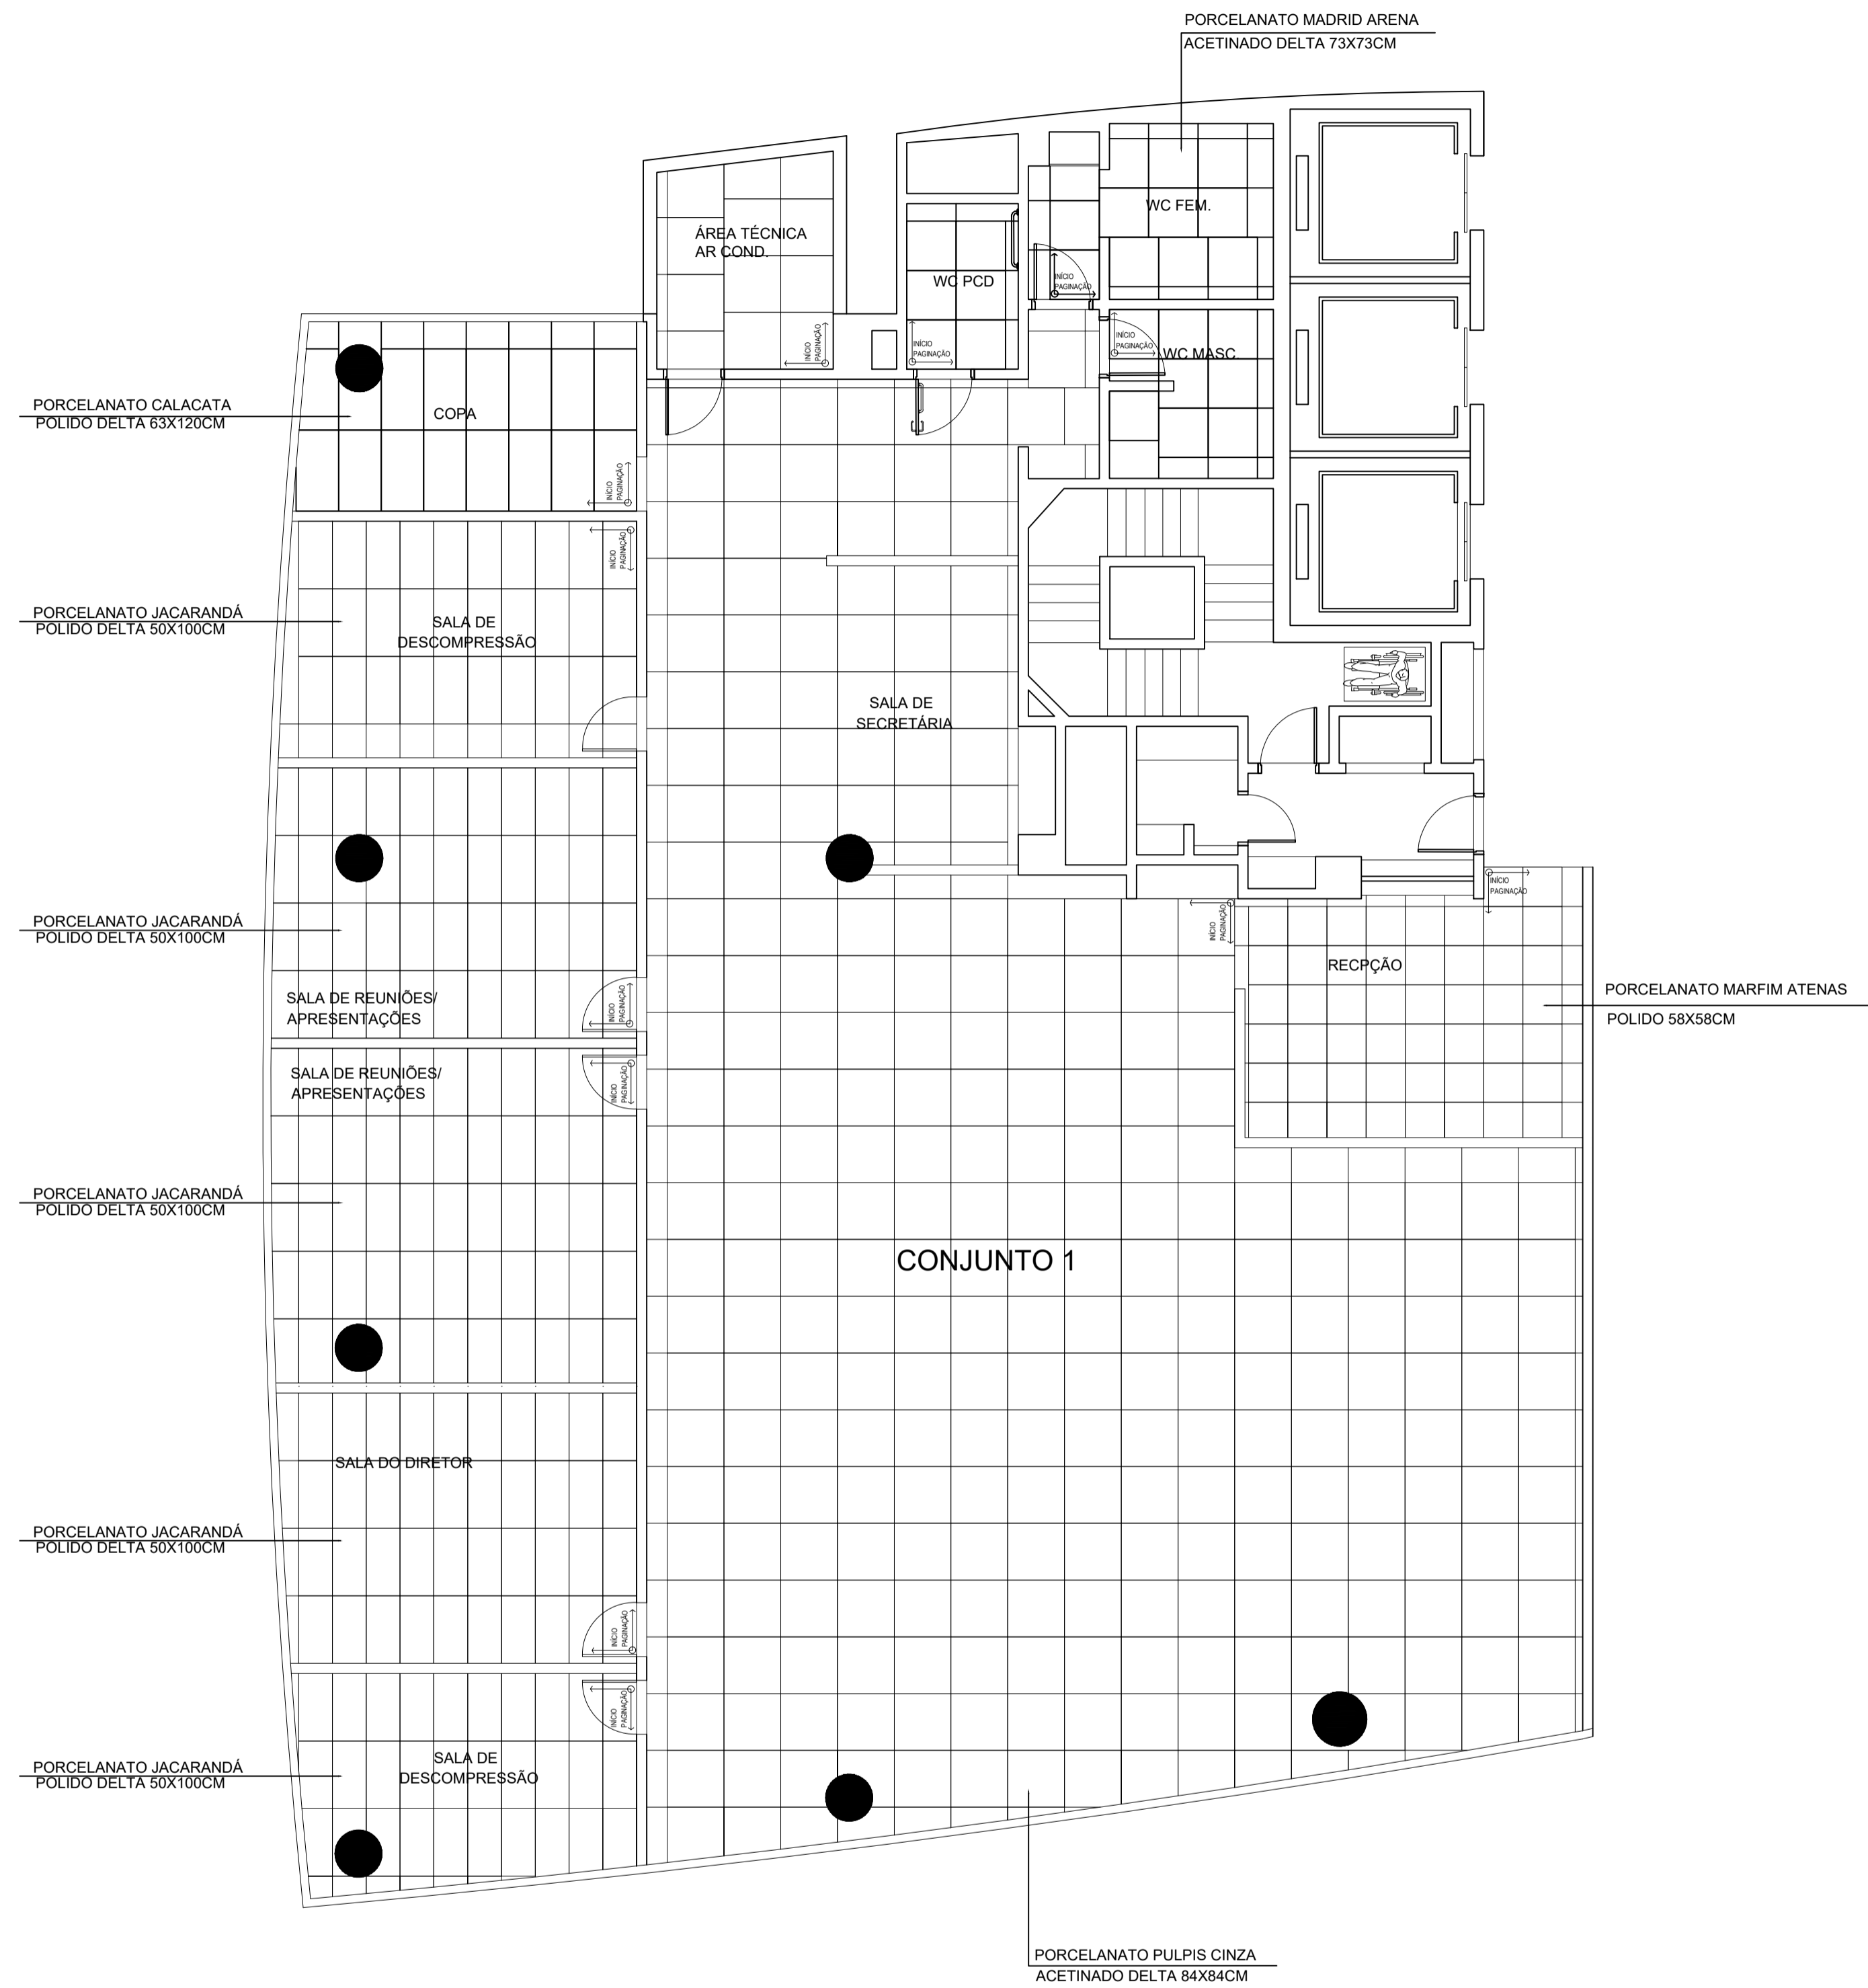 PORCELANATO MADRID ARENA
ACETINADO DELTA 73X73CM
WC FEM.
ÁREA TÉCNICA
AR COND.
WC PCD
INÍCIO
PAGINAÇÃO
INÍCIO
PAGINAÇÃO
INÍCIO
PAGINAÇÃO
INÍCIO
PAGINAÇÃO
WC MASC.
PORCELANATO CALACATA
POLIDO DELTA 63X120CM
COPA
INÍCIO
PAGINAÇÃO
INÍCIO
PAGINAÇÃO
PORCELANATO JACARANDÁ
POLIDO DELTA 50X100CM
SALA DE
DESCOMPRESSÃO
SALA DE
SECRETÁRIA
INÍCIO
PAGINAÇÃO
INÍCIO
PAGINAÇÃO
PORCELANATO JACARANDÁ
POLIDO DELTA 50X100CM
RECPÇÃO
PORCELANATO MARFIM ATENAS
POLIDO 58X58CM
SALA DE REUNIÕES/
APRESENTAÇÕES
INÍCIO
PAGINAÇÃO
SALA DE REUNIÕES/
APRESENTAÇÕES
INÍCIO
PAGINAÇÃO
PORCELANATO JACARANDÁ
POLIDO DELTA 50X100CM
CONJUNTO 1
SALA DO DIRETOR
PORCELANATO JACARANDÁ
POLIDO DELTA 50X100CM
INÍCIO
PAGINAÇÃO
INÍCIO
PAGINAÇÃO
PORCELANATO JACARANDÁ
POLIDO DELTA 50X100CM
SALA DE
DESCOMPRESSÃO
PORCELANATO PULPIS CINZA
ACETINADO DELTA 84X84CM